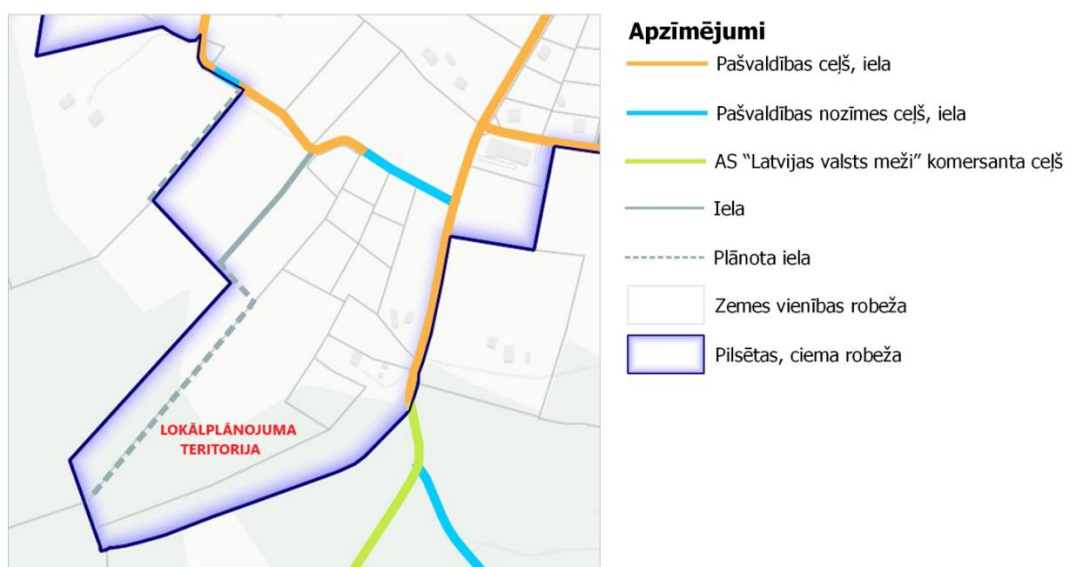 Apzīmējumi
Pašvaldības ceļš, iela
Pašvaldības nozīmes ceļš, iela
AS “Latvijas valsts meži” komersanta ceļš
Iela
Plānota iela
Zemes vienības robeža
Pilsētas, ciema robeža
LOKĀLPLĀNOJUMA
TERITORIJA